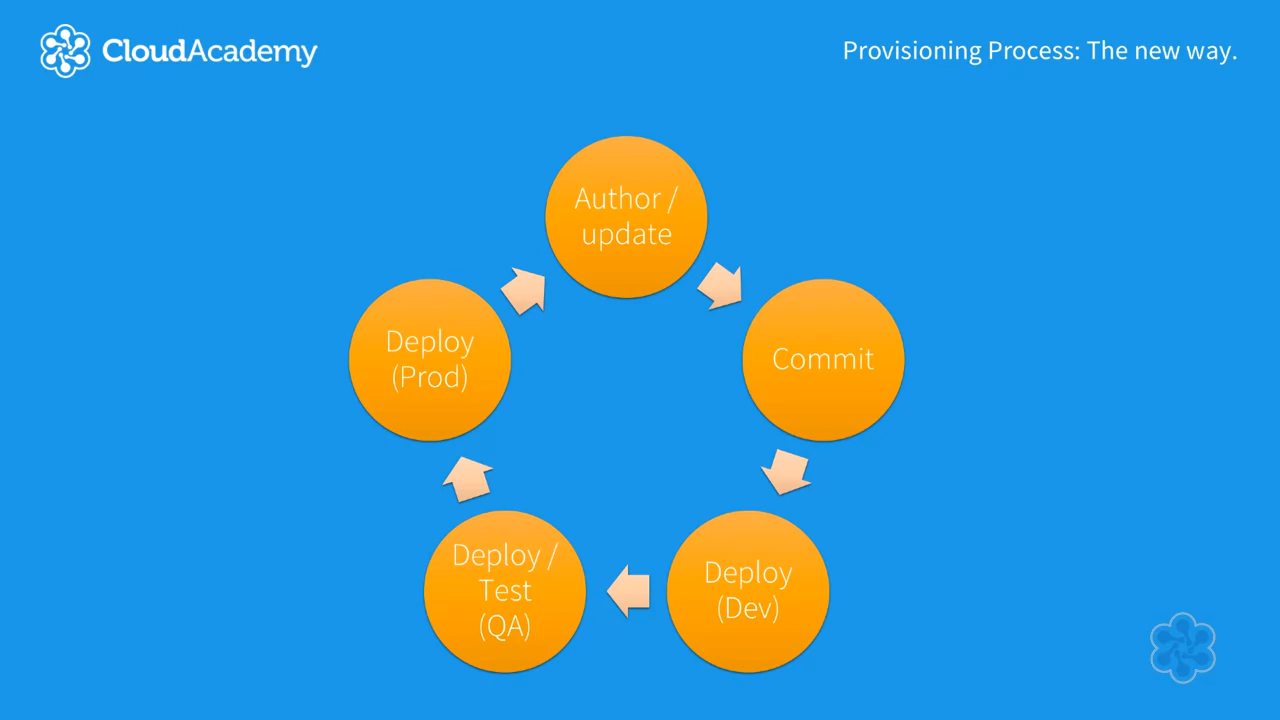 CloudAcademy
Provisioning Process: The new way.
Author /
update
Commit
Deploy
(Dev)
Deploy /
Test
(QA)
Deploy
(Prod)